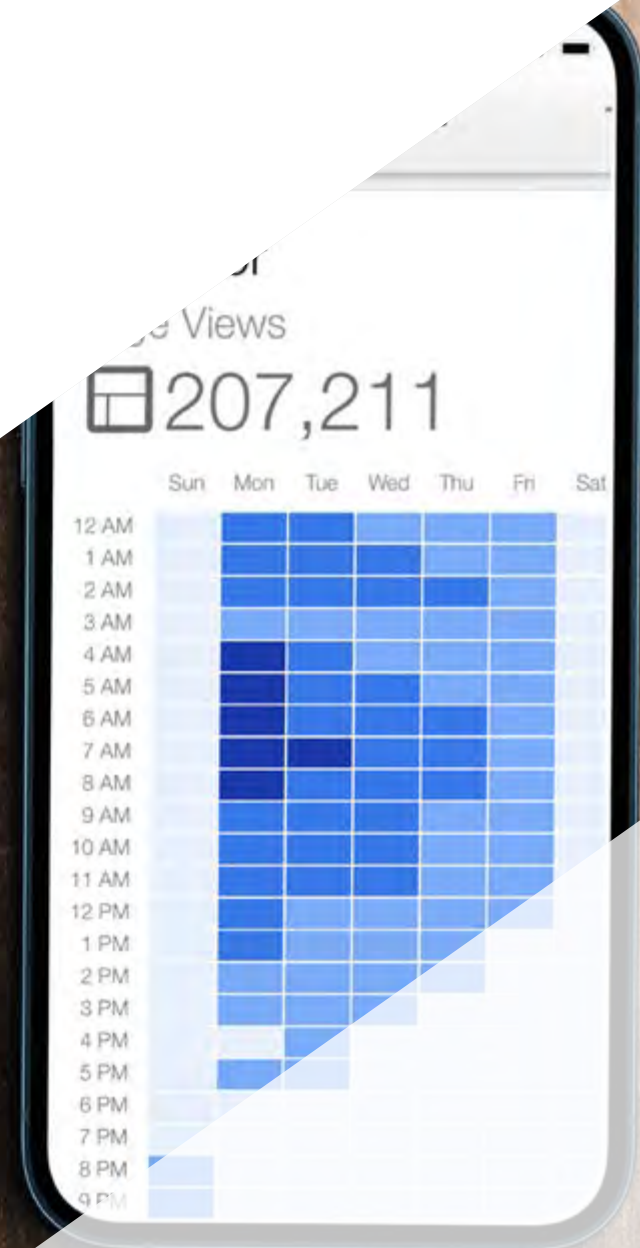 Views
207,211
Sun Mon Tue Wed Thu Fri Sat
12 AM
1 AM
2 AM
3 AM
4 AM
5 AM
6 AM
7 AM
8 AM
9 AM
10 AM
11 AM
12 PM
1 PM
2 PM
3 PM
4 PM
5 PM
6 PM
7 PM
8 PM
9 PM